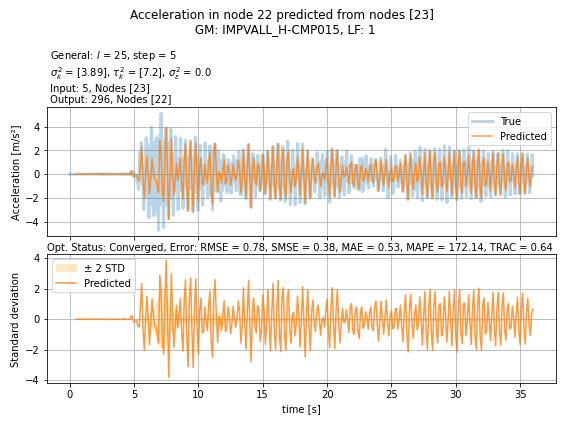 Acceleration in node 22 predicted from nodes [23]
GM: IMPVALL_H-CMP015, LF: 1
General: l = 25, step = 5
σ²ₖ = [3.89], τ²ₖ = [7.2], σ²ε = 0.0
Input: 5, Nodes [23]
Output: 296, Nodes [22]
Acceleration [m/s²]
4
2
0
−2
−4
True
Predicted
Opt. Status: Converged, Error: RMSE = 0.78, SMSE = 0.38, MAE = 0.53, MAPE = 172.14, TRAC = 0.64
Standard deviation
4
2
0
−2
−4
± 2 STD
Predicted
0
5
10
15
20
25
30
35
time [s]